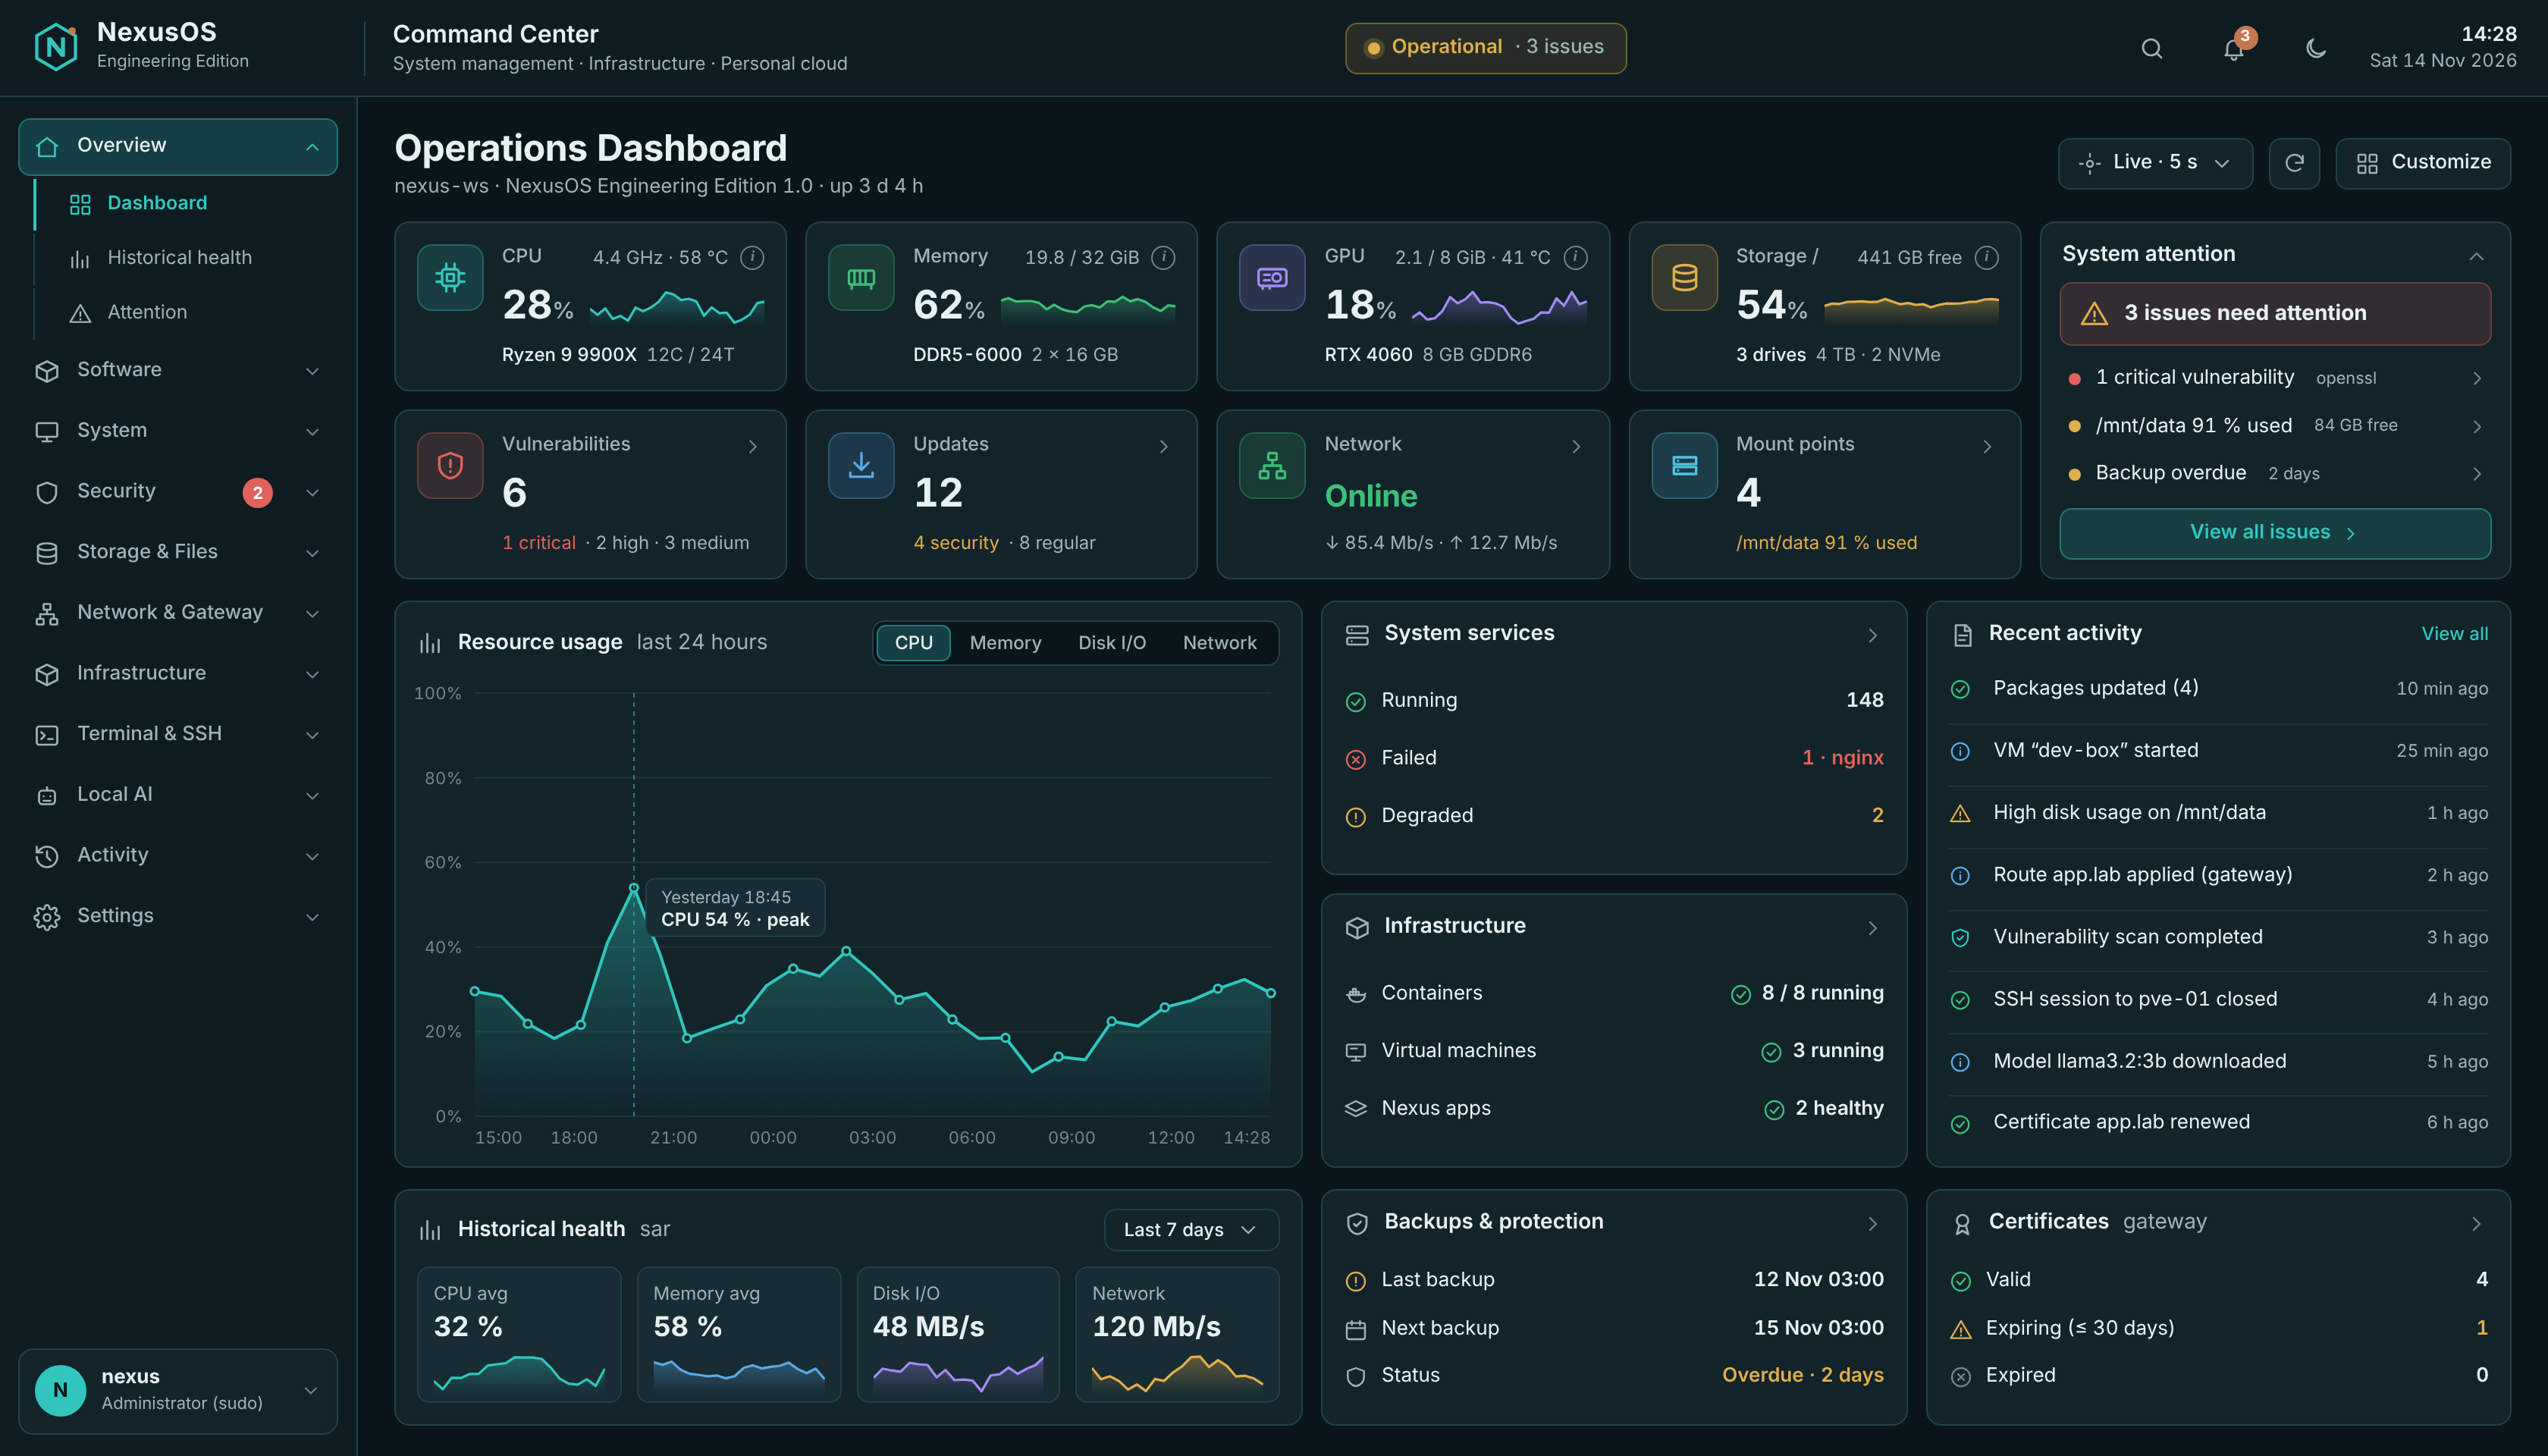 NexusOS
Engineering Edition
Command Center
System management · Infrastructure · Personal cloud
Operational · 3 issues
3
14:28
Sat 14 Nov 2026
Overview
Dashboard
Historical health
Attention
Software
System
Security 2
Storage & Files
Network & Gateway
Infrastructure
Terminal & SSH
Local AI
Activity
Settings
N
nexus
Administrator (sudo)
Operations Dashboard
nexus-ws · NexusOS Engineering Edition 1.0 · up 3 d 4 h
Live · 5 s
Customize
CPU 4.4 GHz · 58 °C
28%
Ryzen 9 9900X 12C / 24T
Memory 19.8 / 32 GiB
62%
DDR5-6000 2 × 16 GB
GPU 2.1 / 8 GiB · 41 °C
18%
RTX 4060 8 GB GDDR6
Storage / 441 GB free
54%
3 drives 4 TB · 2 NVMe
System attention
3 issues need attention
1 critical vulnerability openssl
/mnt/data 91 % used 84 GB free
Backup overdue 2 days
View all issues
Vulnerabilities
6
1 critical · 2 high · 3 medium
Updates
12
4 security · 8 regular
Network
Online
↓ 85.4 Mb/s · ↑ 12.7 Mb/s
Mount points
4
/mnt/data 91 % used
Resource usage last 24 hours
CPU Memory Disk I/O Network
100%
80%
60%
40%
20%
0%
Yesterday 18:45
CPU 54 % · peak
15:00 18:00 21:00 00:00 03:00 06:00 09:00 12:00 14:28
System services
Running 148
Failed 1 · nginx
Degraded 2
Infrastructure
Containers 8 / 8 running
Virtual machines 3 running
Nexus apps 2 healthy
Recent activity View all
Packages updated (4) 10 min ago
VM “dev-box” started 25 min ago
High disk usage on /mnt/data 1 h ago
Route app.lab applied (gateway) 2 h ago
Vulnerability scan completed 3 h ago
SSH session to pve-01 closed 4 h ago
Model llama3.2:3b downloaded 5 h ago
Certificate app.lab renewed 6 h ago
Historical health sar
Last 7 days
CPU avg
32 %
Memory avg
58 %
Disk I/O
48 MB/s
Network
120 Mb/s
Backups & protection
Last backup 12 Nov 03:00
Next backup 15 Nov 03:00
Status Overdue · 2 days
Certificates gateway
Valid 4
Expiring (≤ 30 days) 1
Expired 0